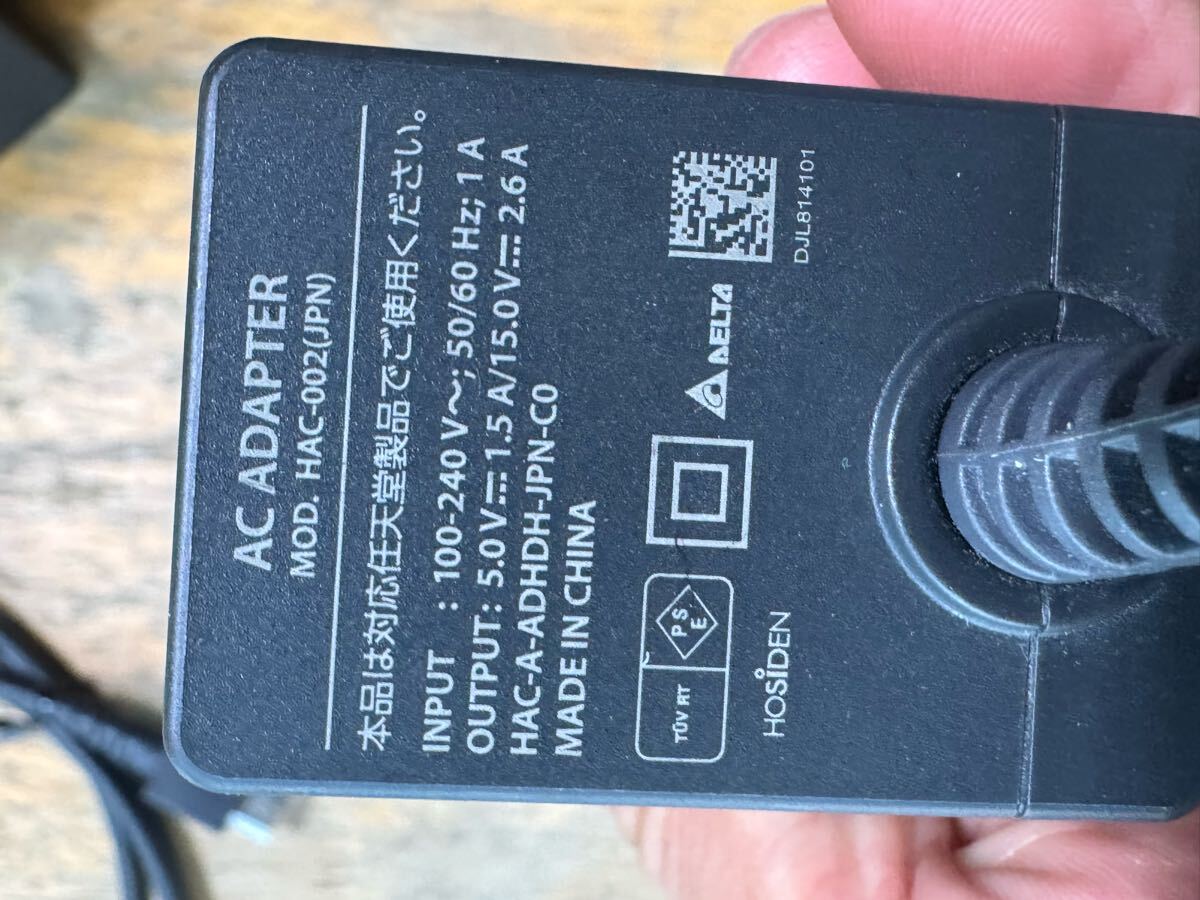 AC ADAPTER
MOD. HAC-002(JPN)
本品は対応任天堂製品でご使用ください。
INPUT : 100-240 V～; 50/60 Hz; 1 A
OUTPUT : 5.0 V⎓ 1.5 A/15.0 V⎓ 2.6 A
HAC-A-ADHDH-JPN-C0
MADE IN CHINA
TÜV RT
PSE
DELTA
DJL814101
HOSIDEN